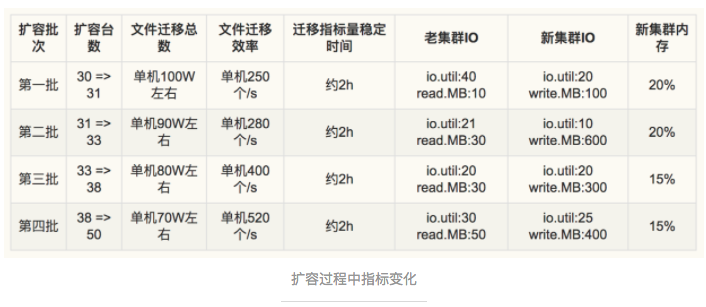 扩容批次 扩容台数 文件迁移总数 文件迁移效率 迁移指标量稳定时间 老集群IO 新集群IO 新集群内存
第一批 30 => 31 单机100W左右 单机250个/s 约2h io.util:40 read.MB:10 io.util:20 write.MB:100 20%
第二批 31 => 33 单机90W左右 单机280个/s 约2h io.util:21 read.MB:30 io.util:10 write.MB:600 20%
第三批 33 => 38 单机80W左右 单机400个/s 约2h io.util:20 read.MB:30 io.util:20 write.MB:300 15%
第四批 38 => 50 单机70W左右 单机520个/s 约2h io.util:30 read.MB:50 io.util:25 write.MB:400 15%
扩容过程中指标变化